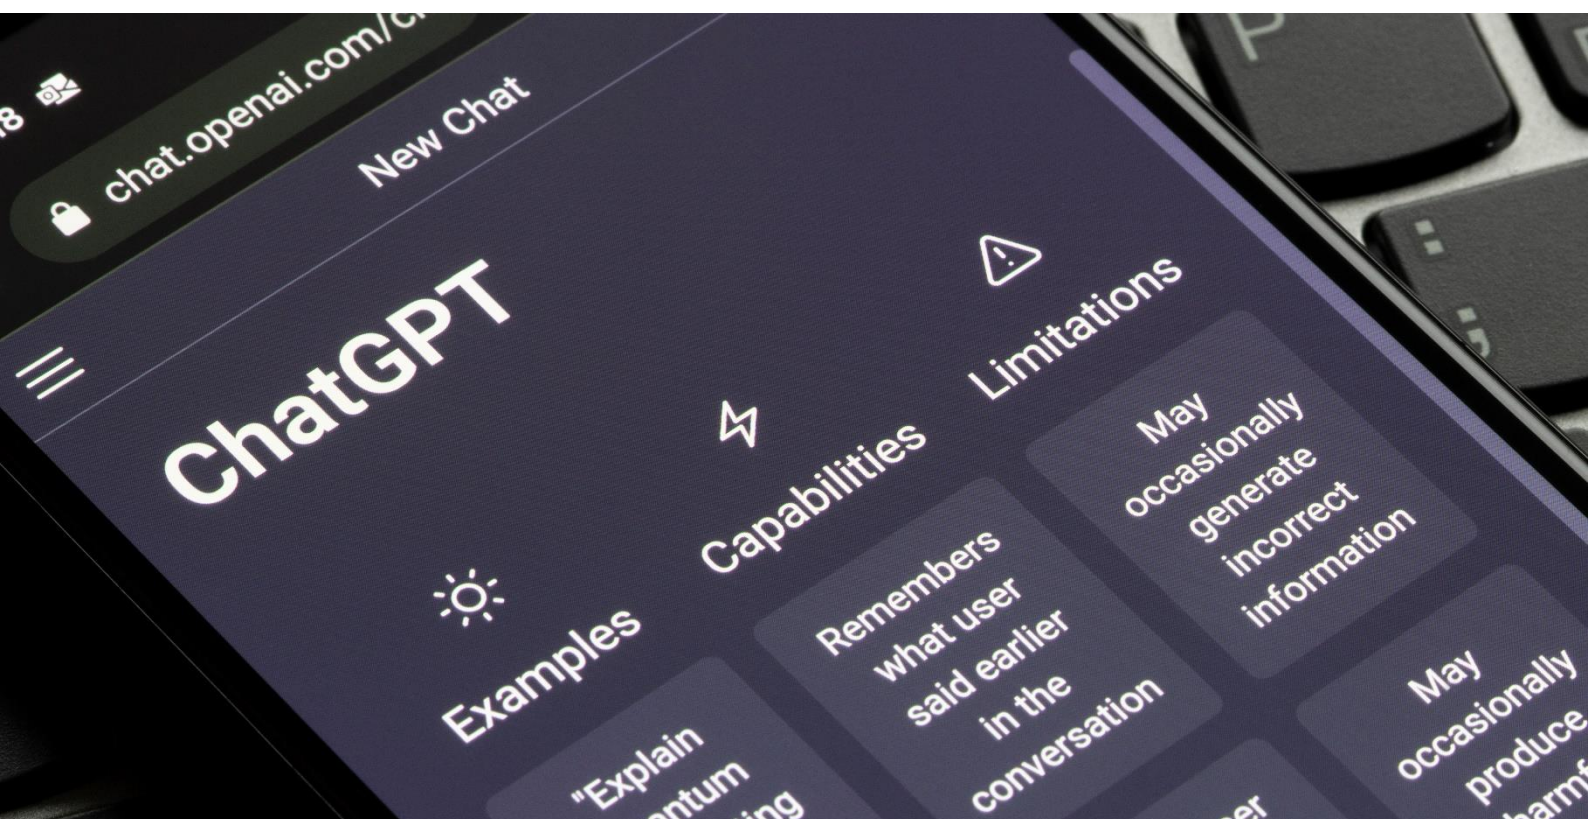 chat.openai.com/c
New Chat
ChatGPT
Examples
"Explain
Capabilities
Remembers
what user
said earlier
in the
conversation
Limitations
May
occasionally
generate
incorrect
information
May
occasionally
produce
P